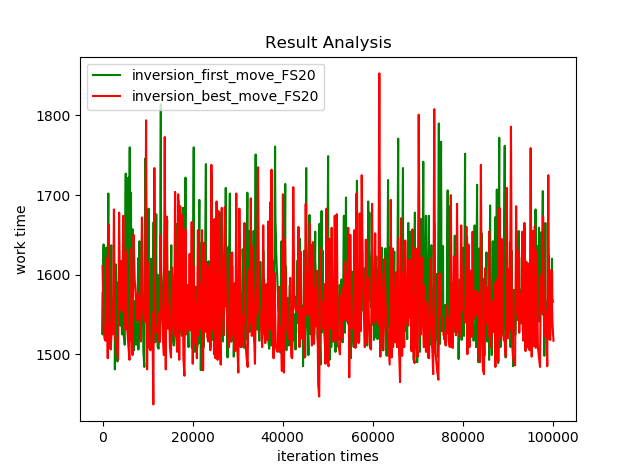 Result Analysis
inversion_first_move_FS20
inversion_best_move_FS20
work time
1800
1700
1600
1500
0 20000 40000 60000 80000 100000
iteration times